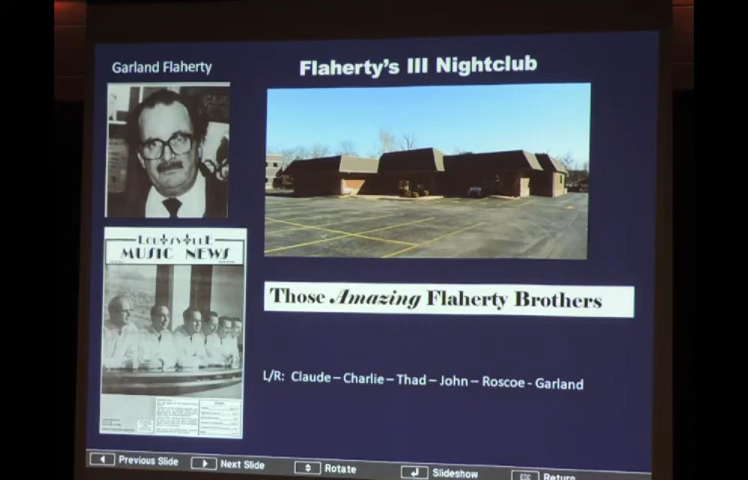 Garland Flaherty
Flaherty's III Nightclub
LOUISVILLE
MUSIC NEWS
Those Amazing Flaherty Brothers
L/R: Claude – Charlie – Thad – John – Roscoe - Garland
Previous Slide
Next Slide
Rotate
Slideshow
ESC Return